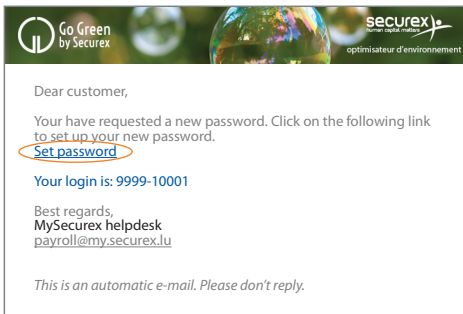 Go Green
by Securex
securex
human capital matters
optimisateur d'environnement
Dear customer,
Your have requested a new password. Click on the following link
to set up your new password.
Set password
Your login is: 9999-10001
Best regards,
MySecurex helpdesk
payroll@my.securex.lu
This is an automatic e-mail. Please don't reply.